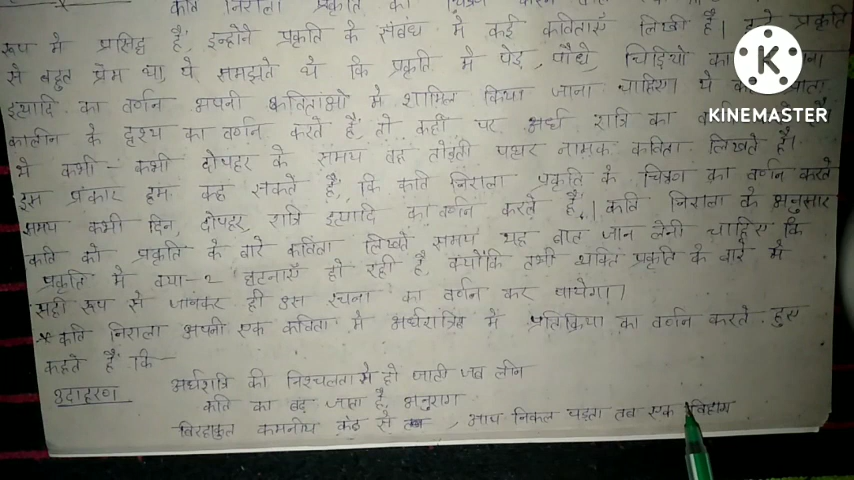 कवि निराला प्रकृति का चित्रण करने
रूप मे प्रसिद्व है, इन्होने प्रकृति के संबंध मे कई कविताएँ लिखी है। इन्हे प्रकृति
से बहुत प्रेम था, ये समझते थे कि प्रकृति मे पेड़, पौधे, चिड़ियो का
इत्यादि का वर्णन अपनी कविताओ मे शामिल किया जाना चाहिए। ये
कालीन के दृश्य का वर्णन करते है, तो कही पर अर्ध रात्रि का
ये कभी-कभी दोपहर के समय वह तोड़ती पत्थर नामक कविता लिखते है।
इस प्रकार हम कह सकते है, कि कवि निराला प्रकृति के चित्रण का वर्णन करते
समय कभी दिन, दोपहर, रात्रि इत्यादि का वर्णन करते है,। कवि निराला के अनुसार
कवि को प्रकृति के बारे कविता लिखते समय यह बात जान लेनी चाहिए कि
प्रकृति मे क्या-२ घटनाएँ हो रही है, क्योंकि तभी व्यक्ति प्रकृति के बारे मे
सही रूप से जानकर ही उस रचना का वर्णन कर पायेगा।
* कवि निराला अपनी एक कविता मे अर्धरात्रि मे प्रतिक्रिया का वर्णन करते हुए
कहते है कि —
उदाहरण अर्धरात्रि की निश्चलता मे हो जाती जब लीन
कवि का बढ़ जाता है, अनुराग
बिरहाकुल कमनीय कंठ से, आप निकल पड़ता तब एक बिहाग
KINEMASTER